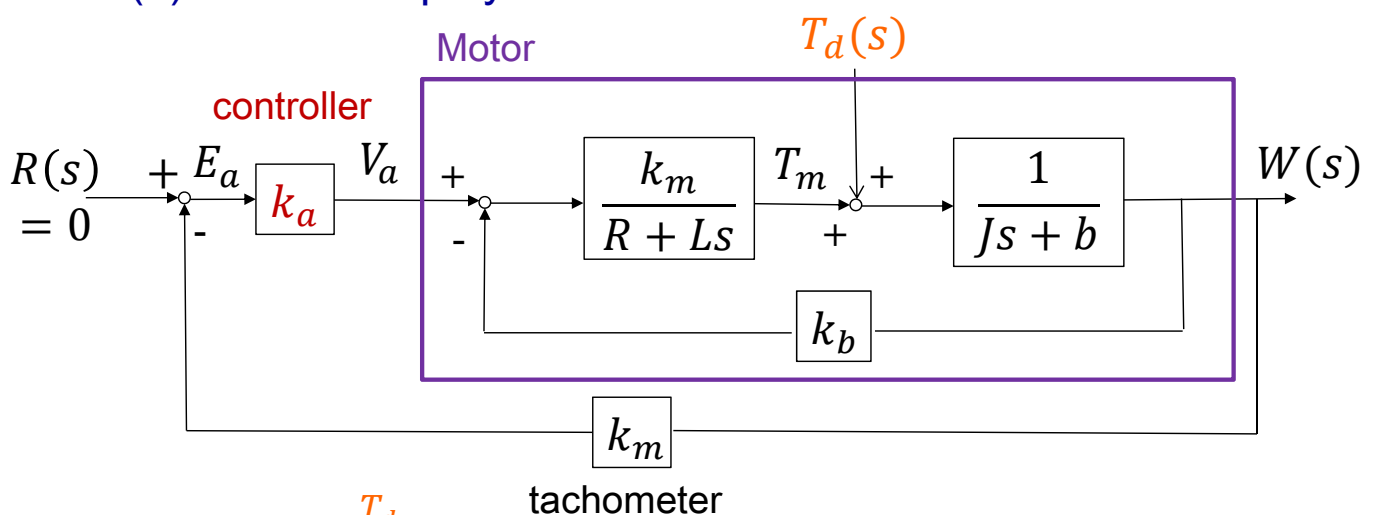 T_d(s)
Motor
controller
R(s)
= 0
+
E_a
-
k_a
V_a
+
-
k_m
R + Ls
T_m
+
+
1
Js + b
W(s)
k_b
k_m
tachometer